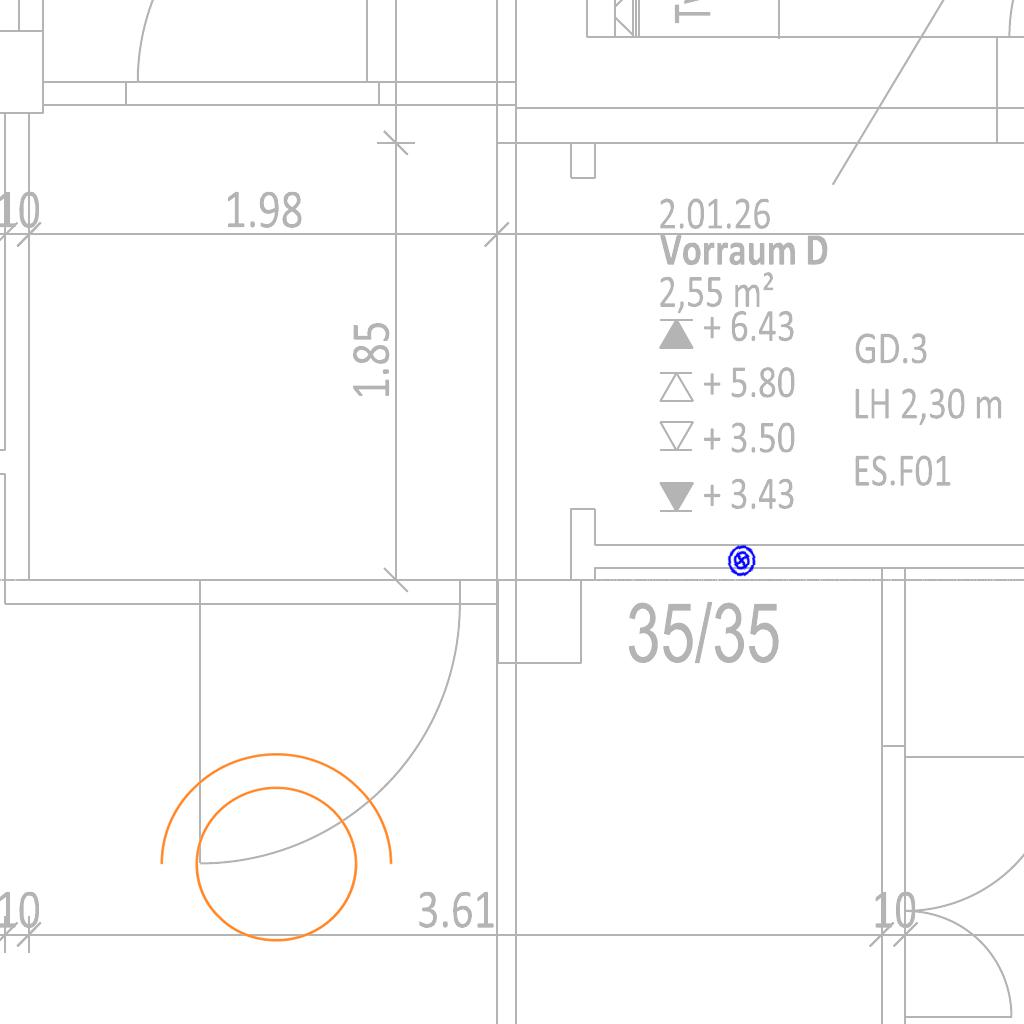 10
1.98
1.85
2.01.26
Vorraum D
2,55 m²
+ 6.43
+ 5.80
+ 3.50
+ 3.43
GD.3
LH 2,30 m
ES.F01
35/35
10
3.61
10